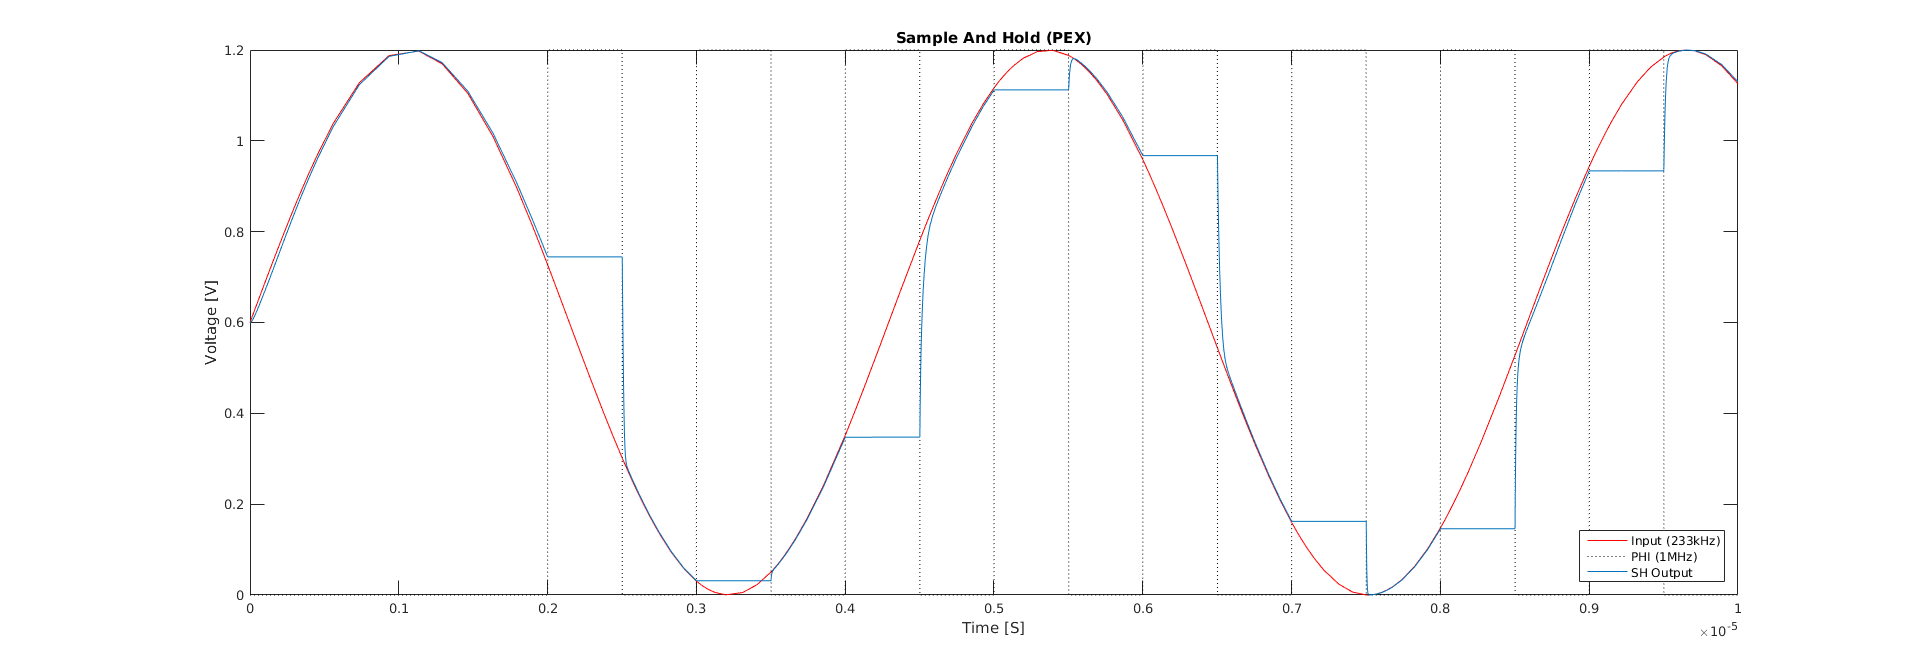 Sample And Hold (PEX)
Voltage [V]
1.2
1
0.8
0.6
0.4
0.2
0
0 0.1 0.2 0.3 0.4 0.5 0.6 0.7 0.8 0.9 1
Time [S]
×10-5
Input (233kHz)
PHI (1MHz)
SH Output